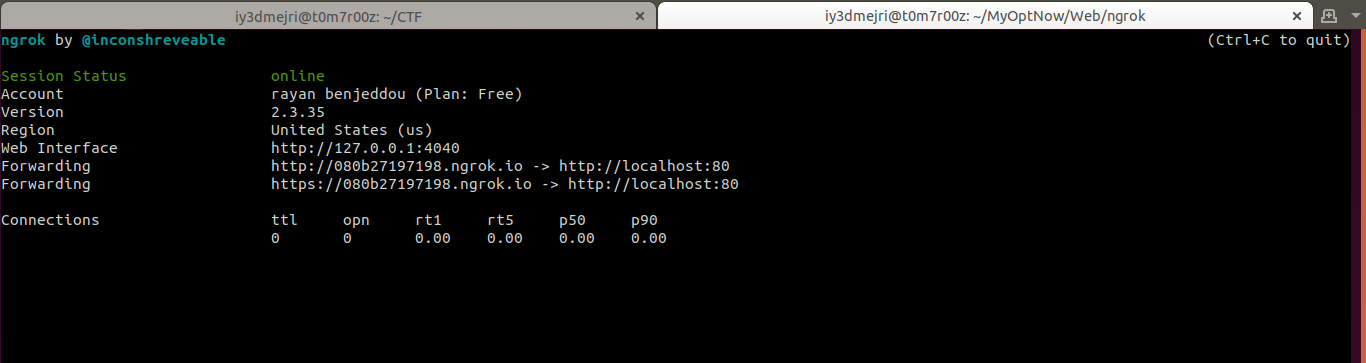 iy3dmejri@t0m7r00z: ~/CTF × iy3dmejri@t0m7r00z: ~/MyOptNow/Web/ngrok ×
ngrok by @inconshreveable (Ctrl+C to quit)
Session Status online
Account rayan benjeddou (Plan: Free)
Version 2.3.35
Region United States (us)
Web Interface http://127.0.0.1:4040
Forwarding http://080b27197198.ngrok.io -> http://localhost:80
Forwarding https://080b27197198.ngrok.io -> http://localhost:80
Connections ttl opn rt1 rt5 p50 p90
0 0 0.00 0.00 0.00 0.00